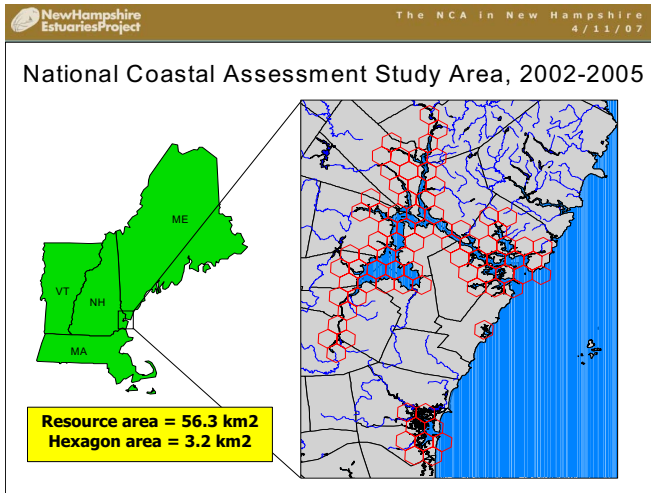 NewHampshire
EstuariesProject
The NCA in New Hampshire
4/11/07
National Coastal Assessment Study Area, 2002-2005
ME
VT
NH
MA
Resource area = 56.3 km2
Hexagon area = 3.2 km2